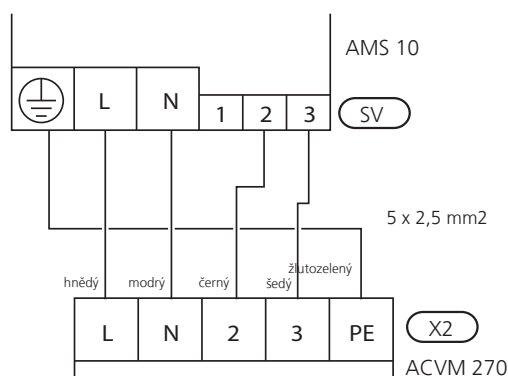 AMS 10
L N 1 2 3 SV
5 x 2,5 mm2
hnědý modrý černý šedý žlutozelený
L N 2 3 PE X2
ACVM 270